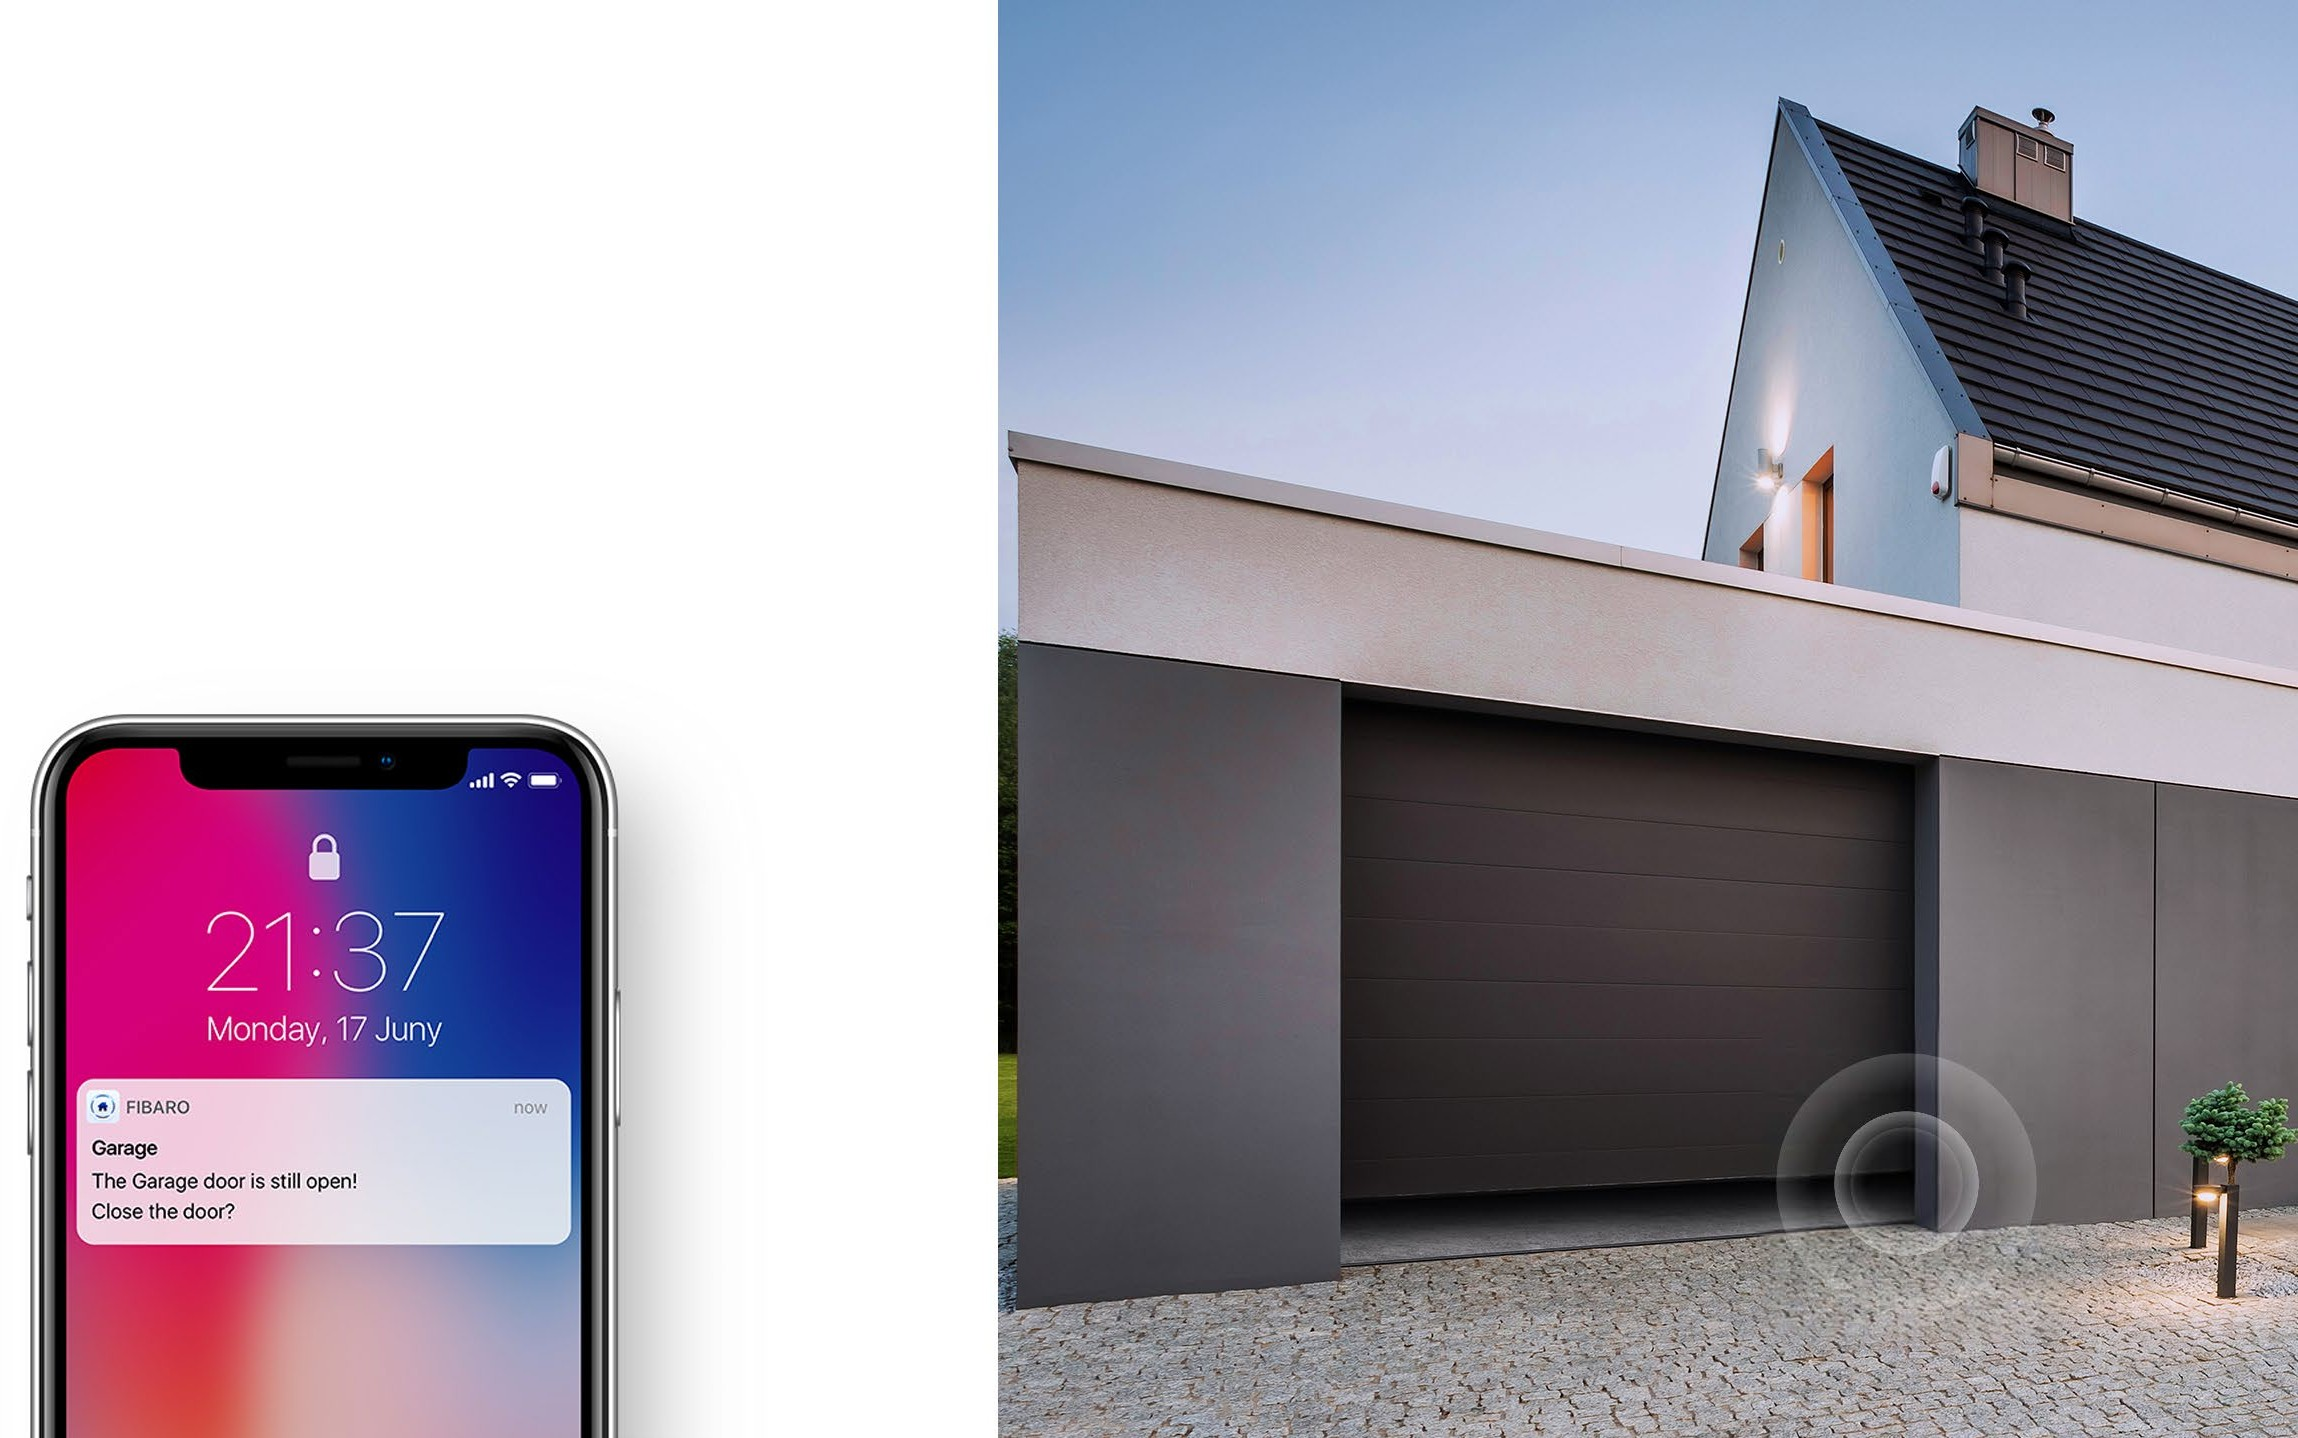 21:37
Monday, 17 Juny
FIBARO now
Garage
The Garage door is still open!
Close the door?